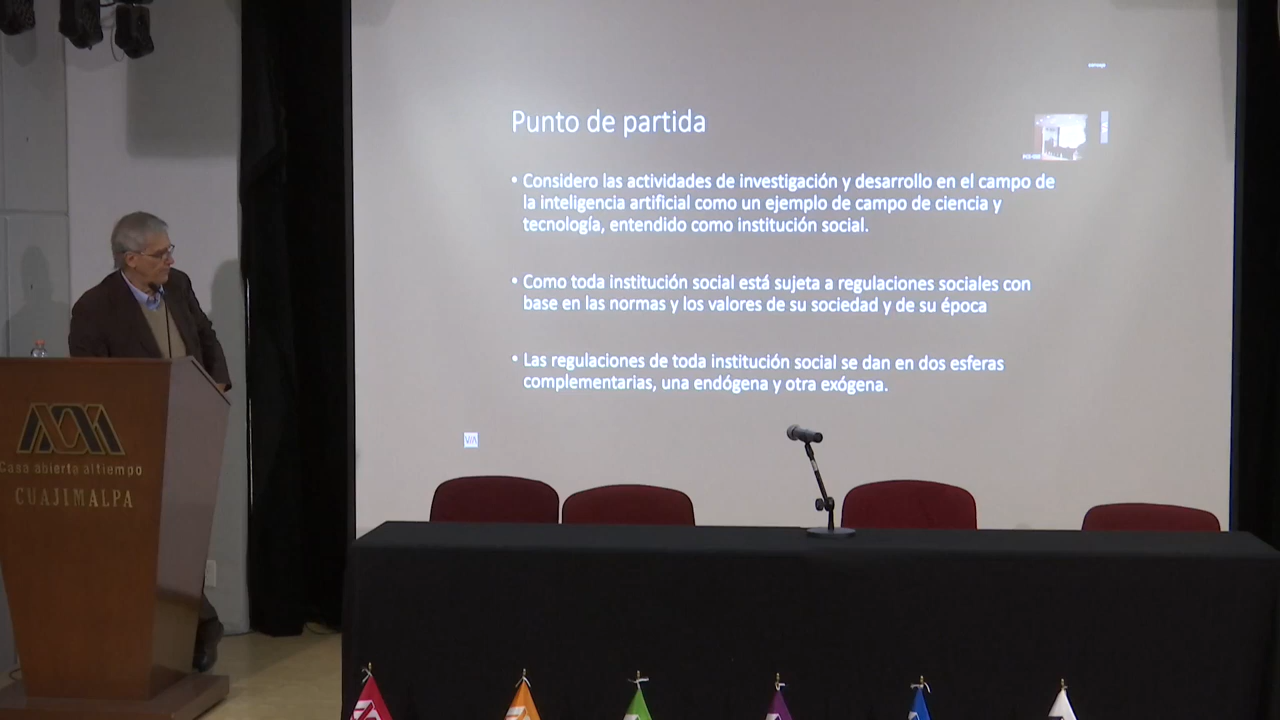 Punto de partida
• Considero las actividades de investigación y desarrollo en el campo de
la inteligencia artificial como un ejemplo de campo de ciencia y
tecnología, entendido como institución social.
• Como toda institución social está sujeta a regulaciones sociales con
base en las normas y los valores de su sociedad y de su época
• Las regulaciones de toda institución social se dan en dos esferas
complementarias, una endógena y otra exógena.
Casa abierta al tiempo
CUAJIMALPA